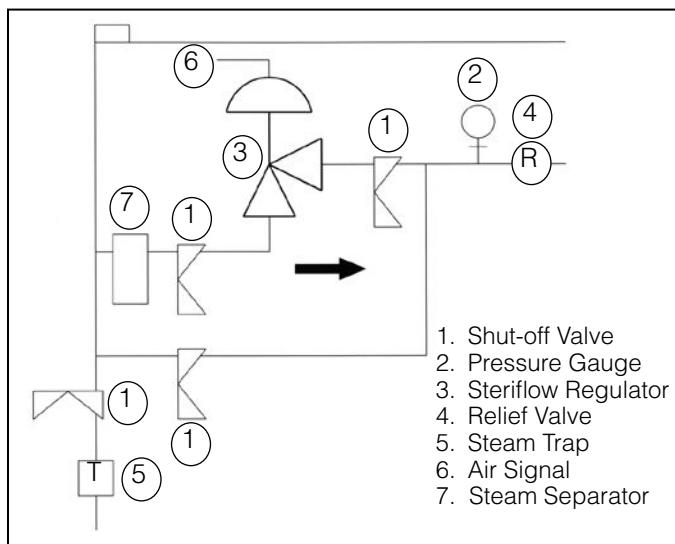 6
2
4
1
3
R
7
1
1. Shut-off Valve
2. Pressure Gauge
3. Steriflow Regulator
4. Relief Valve
5. Steam Trap
6. Air Signal
7. Steam Separator
1
1
T
5